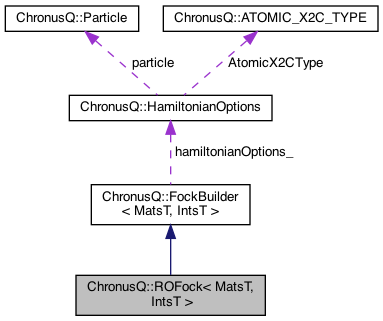 ChronusQ::Particle
ChronusQ::ATOMIC_X2C_TYPE
particle
AtomicX2CType
ChronusQ::HamiltonianOptions
hamiltonianOptions_
ChronusQ::FockBuilder
< MatsT, IntsT >
ChronusQ::ROFock< MatsT,
IntsT >